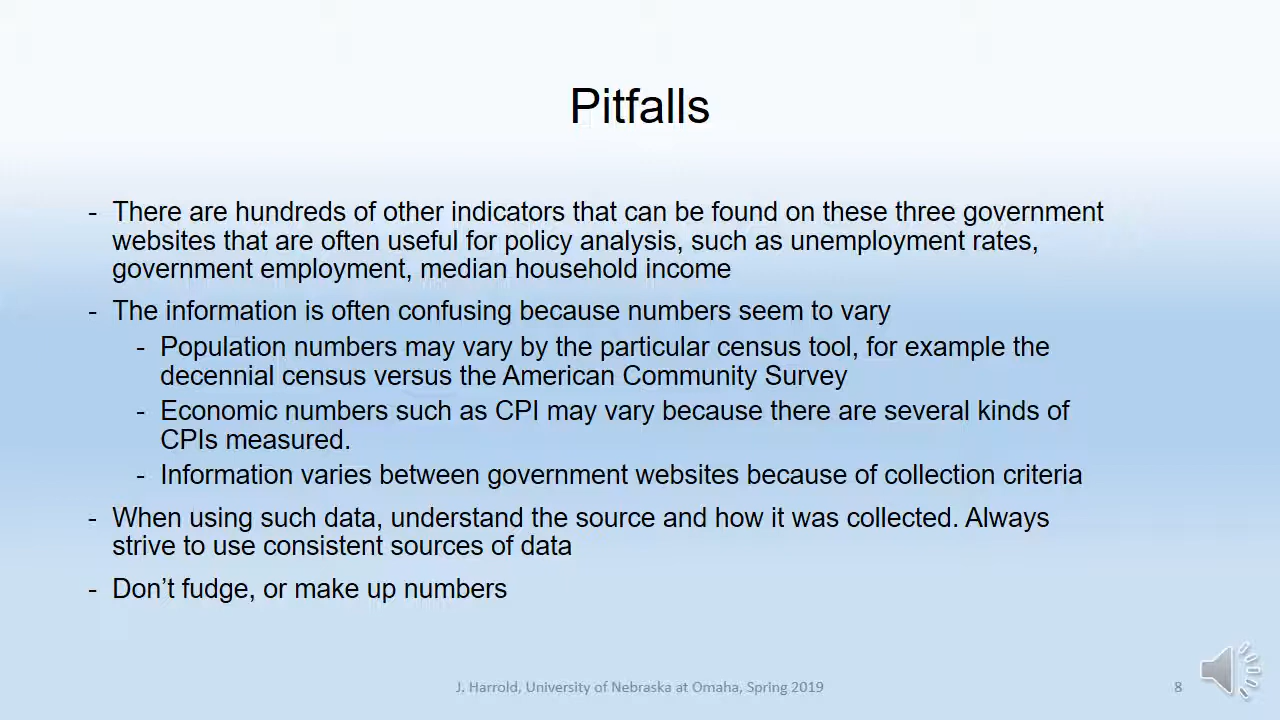 Pitfalls
- There are hundreds of other indicators that can be found on these three government
websites that are often useful for policy analysis, such as unemployment rates,
government employment, median household income
- The information is often confusing because numbers seem to vary
- Population numbers may vary by the particular census tool, for example the
decennial census versus the American Community Survey
- Economic numbers such as CPI may vary because there are several kinds of
CPIs measured.
- Information varies between government websites because of collection criteria
- When using such data, understand the source and how it was collected. Always
strive to use consistent sources of data
- Don’t fudge, or make up numbers
J. Harrold, University of Nebraska at Omaha, Spring 2019
8